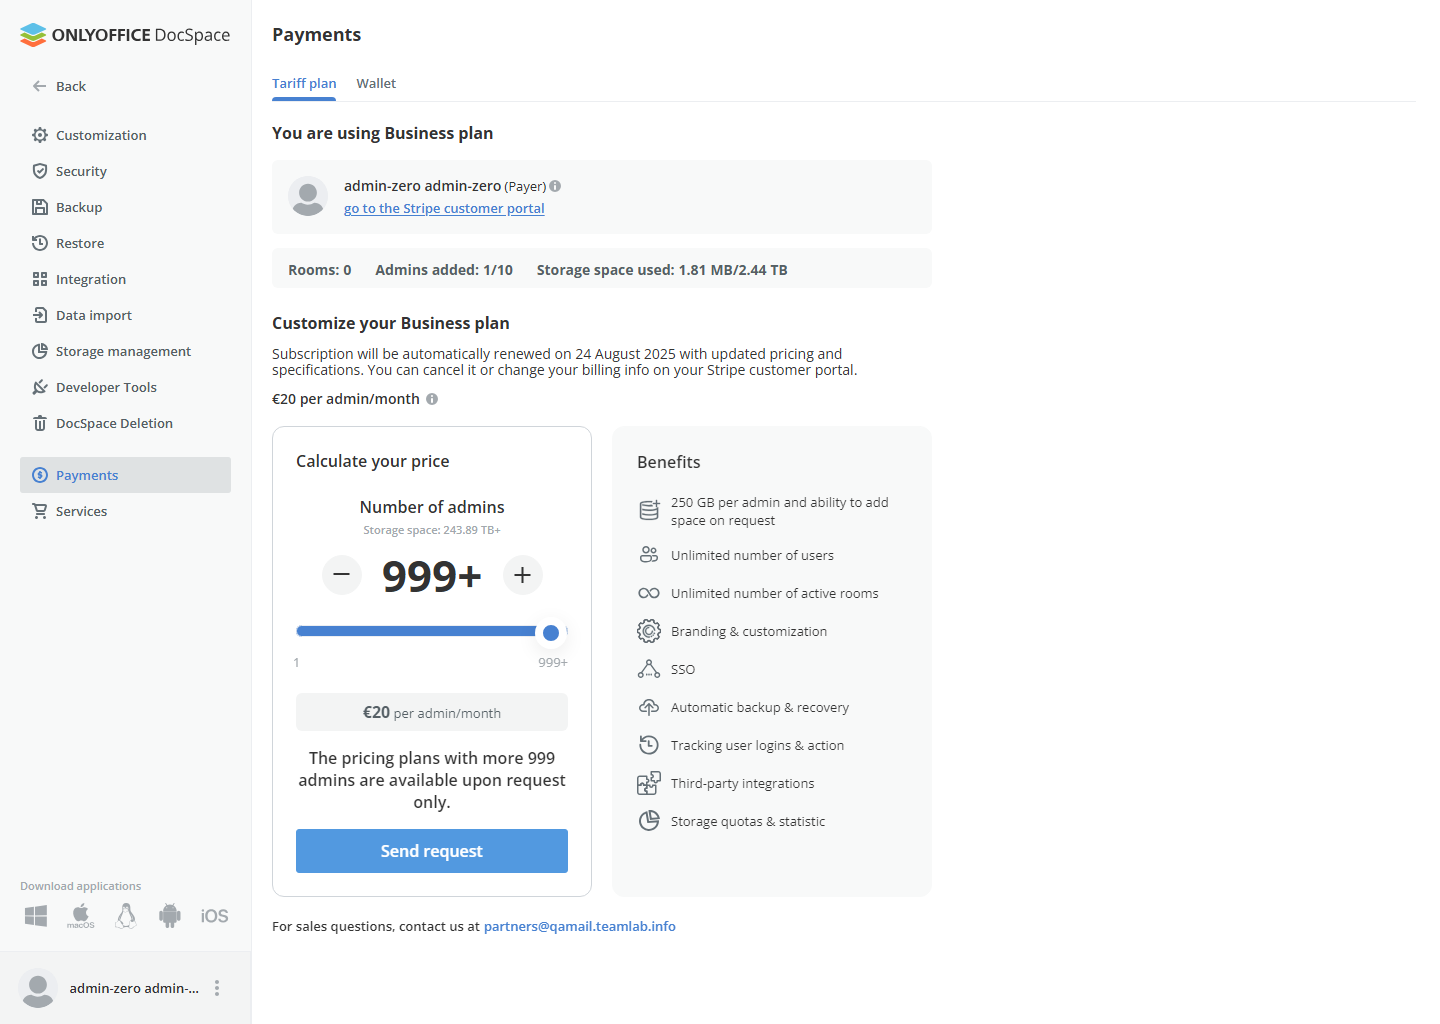 ONLYOFFICE DocSpace
Back
Customization
Security
Backup
Restore
Integration
Data import
Storage management
Developer Tools
DocSpace Deletion
Payments
Services
Download applications
macOS
iOS
admin-zero admin-...
Payments
Tariff plan
Wallet
You are using Business plan
admin-zero admin-zero (Payer)
go to the Stripe customer portal
Rooms: 0
Admins added: 1/10
Storage space used: 1.81 MB/2.44 TB
Customize your Business plan
Subscription will be automatically renewed on 24 August 2025 with updated pricing and
specifications. You can cancel it or change your billing info on your Stripe customer portal.
€20 per admin/month
Calculate your price
Number of admins
Storage space: 243.89 TB+
999+
1
999+
€20 per admin/month
The pricing plans with more 999
admins are available upon request
only.
Send request
Benefits
250 GB per admin and ability to add
space on request
Unlimited number of users
Unlimited number of active rooms
Branding & customization
SSO
Automatic backup & recovery
Tracking user logins & action
Third-party integrations
Storage quotas & statistic
For sales questions, contact us at partners@qamail.teamlab.info